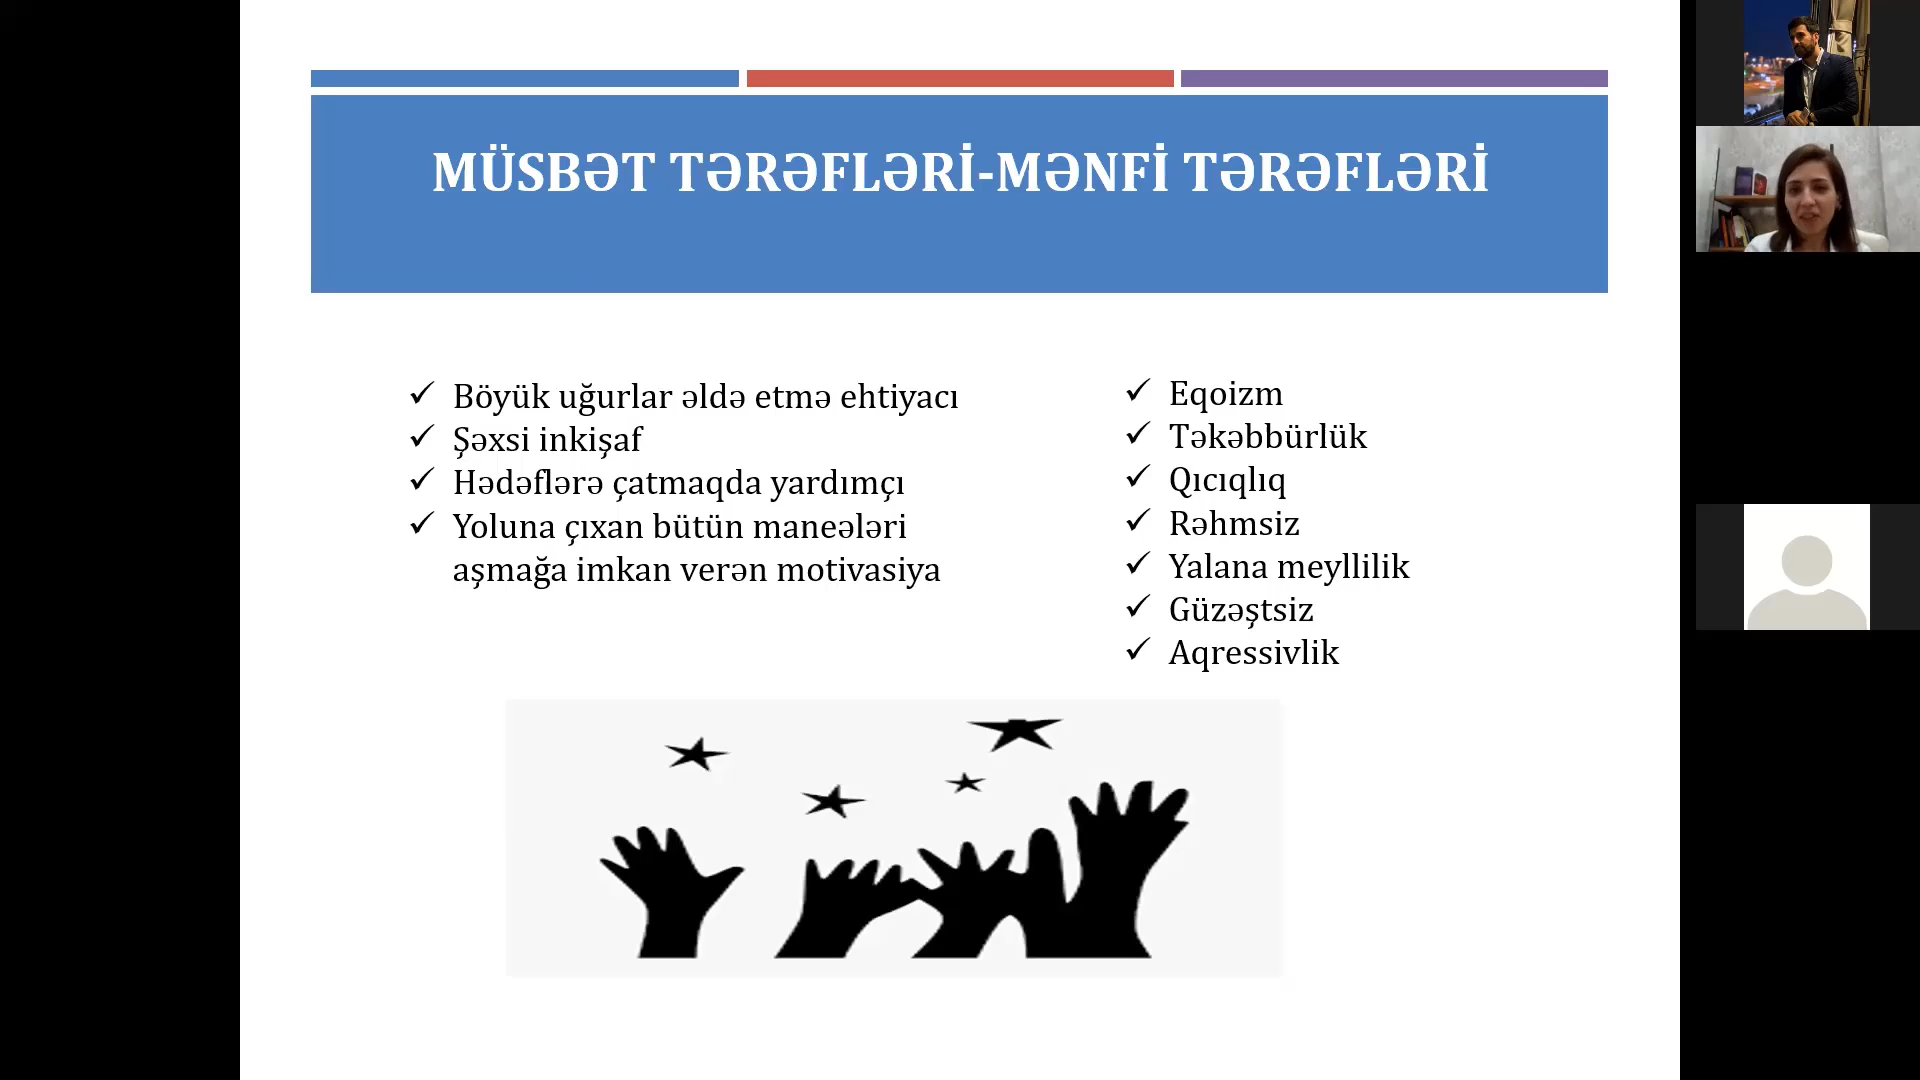 MÜSBƏT TƏRƏFLƏRİ-MƏNFİ TƏRƏFLƏRİ
Böyük uğurlar əldə etmə ehtiyacı
Şəxsi inkişaf
Hədəflərə çatmaqda yardımçı
Yoluna çıxan bütün maneələri
aşmağa imkan verən motivasiya
Eqoizm
Təkəbbürlük
Qıcıqlıq
Rəhmsiz
Yalana meyllilik
Güzəştsiz
Aqressivlik